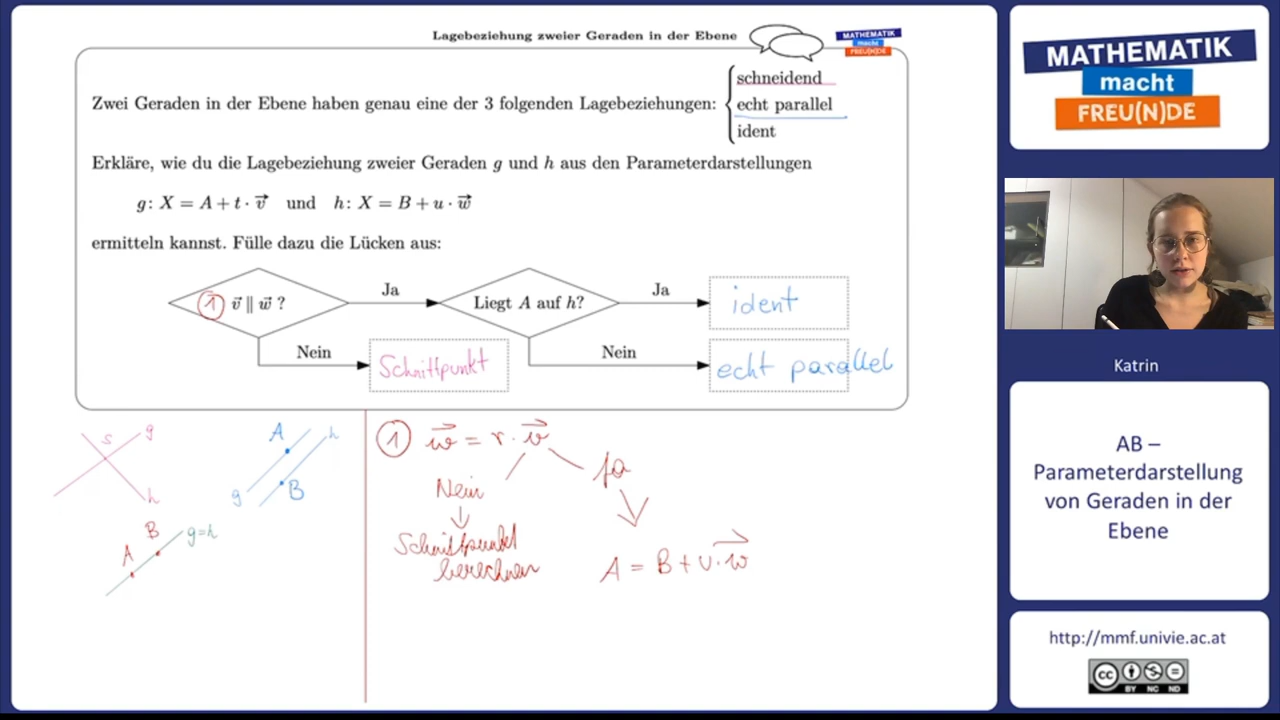 Lagebeziehung zweier Geraden in der Ebene
MATHEMATIK
macht
FREU(N)DE
Zwei Geraden in der Ebene haben genau eine der 3 folgenden Lagebeziehungen:
schneidend
echt parallel
ident
Erkläre, wie du die Lagebeziehung zweier Geraden g und h aus den Parameterdarstellungen
g: X = A + t · v⃗ und h: X = B + u · w⃗
ermitteln kannst. Fülle dazu die Lücken aus:
① v⃗ ∥ w⃗ ?
Ja
Liegt A auf h?
Ja
ident
Nein
Schnittpunkt
Nein
echt parallel
S
g
h
A
h
g
B
A
B
g=h
① w⃗ = r · v⃗
Nein
Ja
Schnittpunkt
berechnen
A = B + u · w⃗
MATHEMATIK
macht
FREU(N)DE
Katrin
AB –
Parameterdarstellung
von Geraden in der
Ebene
http://mmf.univie.ac.at
cc
BY NC ND